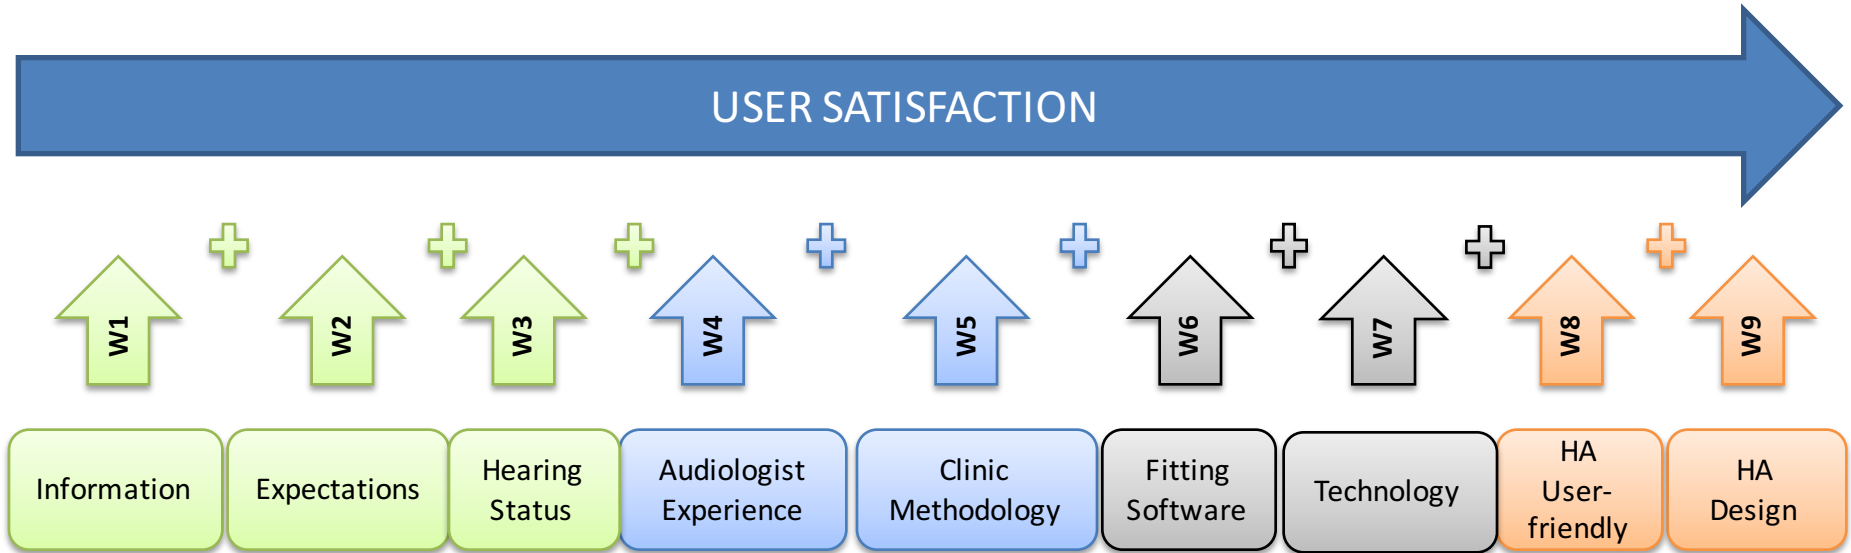 USER SATISFACTION
W1
W2
W3
W4
W5
W6
W7
W8
W9
Information
Expectations
Hearing
Status
Audiologist
Experience
Clinic
Methodology
Fitting
Software
Technology
HA
User-
friendly
HA
Design